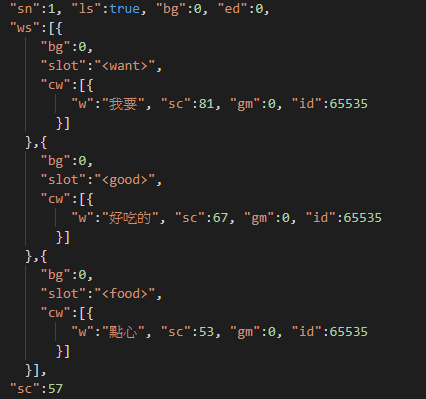 "sn":1, "ls":true, "bg":0, "ed":0,
"ws":[{
"bg":0,
"slot":"<want>",
"cw":[{
"w":"我要", "sc":81, "gm":0, "id":65535
}]
},{
"bg":0,
"slot":"<good>",
"cw":[{
"w":"好吃的", "sc":67, "gm":0, "id":65535
}]
},{
"bg":0,
"slot":"<food>",
"cw":[{
"w":"點心", "sc":53, "gm":0, "id":65535
}]
}],
"sc":57